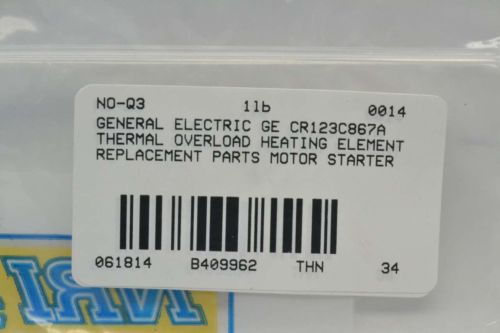 NO-Q3 1lb 0014
GENERAL ELECTRIC GE CR123C867A
THERMAL OVERLOAD HEATING ELEMENT
REPLACEMENT PARTS MOTOR STARTER
061814 B409962 THN 34
NRI